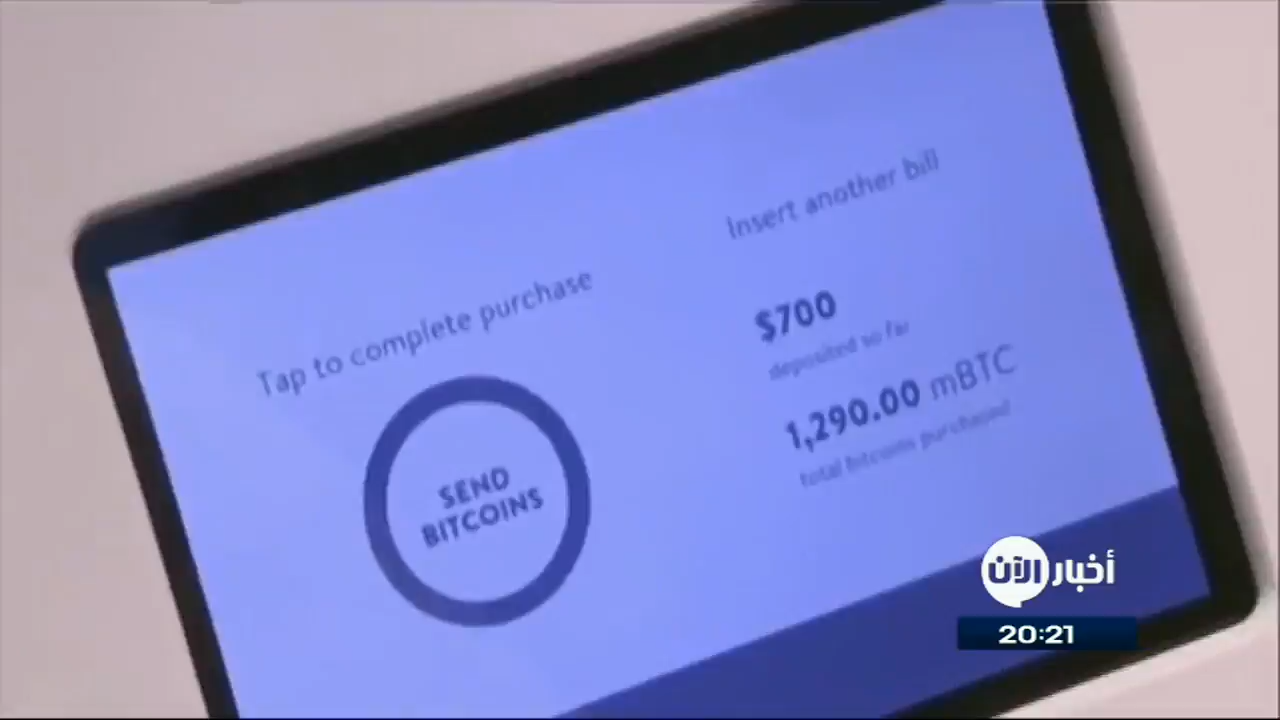 Tap to complete purchase
SEND
BITCOINS
Insert another bill
$700
deposited so far
1,290.00 mBTC
total bitcoins purchased
أخبار الآن
20:21